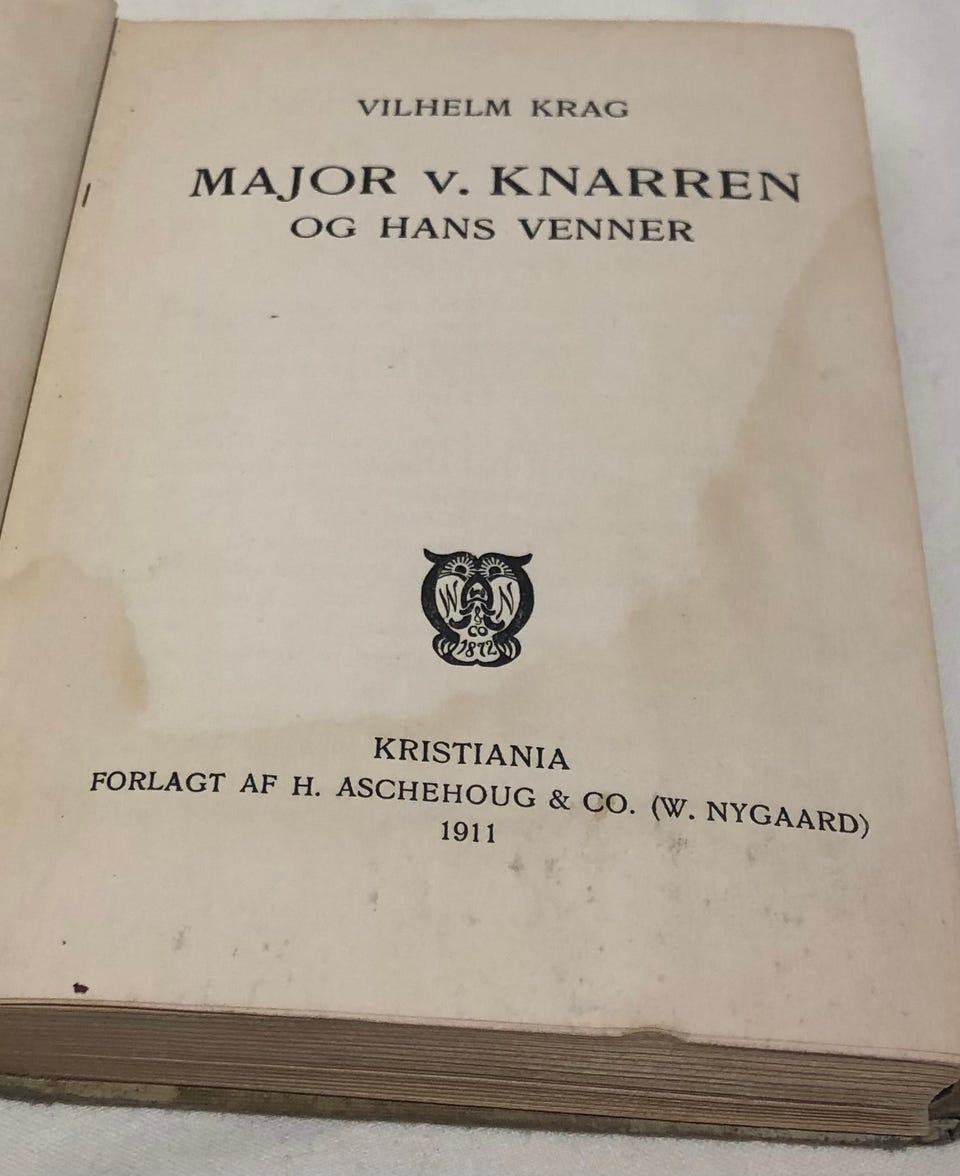 VILHELM KRAG
MAJOR v. KNARREN
OG HANS VENNER
W N
&
CO
1872
KRISTIANIA
FORLAGT AF H. ASCHEHOUG & CO. (W. NYGAARD)
1911